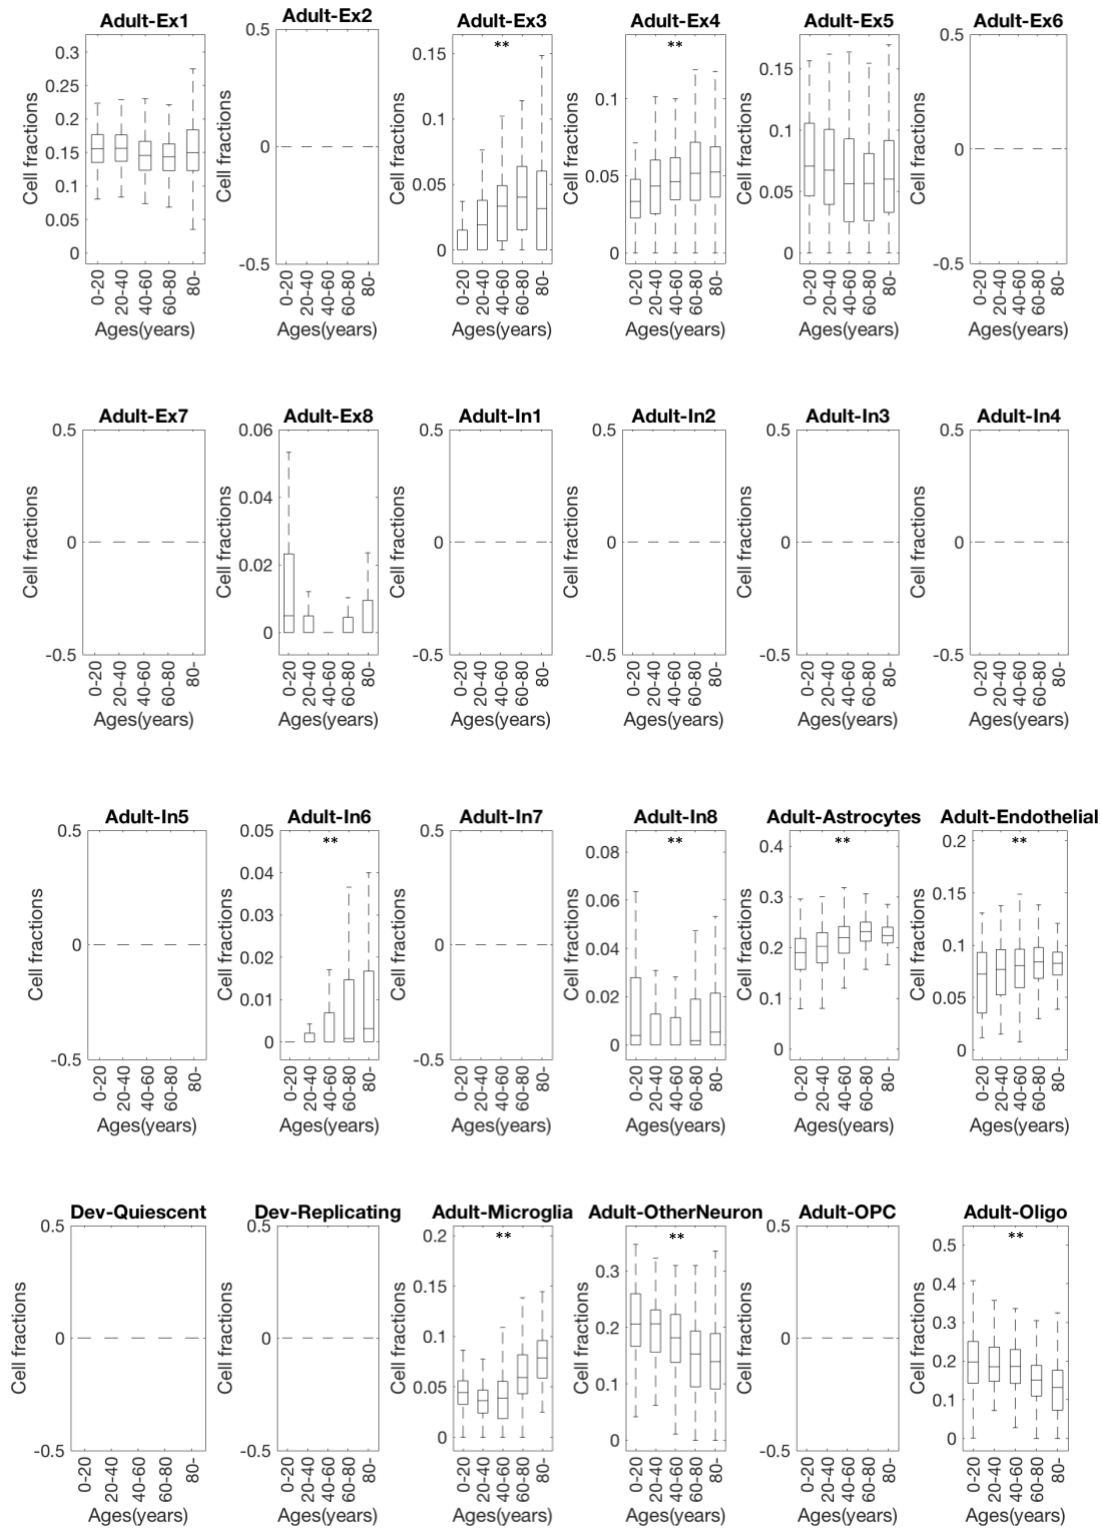 Adult-Ex1 Adult-Ex2 Adult-Ex3 Adult-Ex4 Adult-Ex5 Adult-Ex6
Cell fractions
0.3
0.25
0.2
0.15
0.1
0.05
0
0-20 20-40 40-60 60-80 80-
Ages(years)
Cell fractions
0.5
0
-0.5
0-20 20-40 40-60 60-80 80-
Ages(years)
**
Cell fractions
0.15
0.1
0.05
0
0-20 20-40 40-60 60-80 80-
Ages(years)
**
Cell fractions
0.1
0.05
0
0-20 20-40 40-60 60-80 80-
Ages(years)
Cell fractions
0.15
0.1
0.05
0
0-20 20-40 40-60 60-80 80-
Ages(years)
Cell fractions
0.5
0
-0.5
0-20 20-40 40-60 60-80 80-
Ages(years)
Adult-Ex7 Adult-Ex8 Adult-In1 Adult-In2 Adult-In3 Adult-In4
Cell fractions
0.5
0
-0.5
0-20 20-40 40-60 60-80 80-
Ages(years)
Cell fractions
0.06
0.04
0.02
0
0-20 20-40 40-60 60-80 80-
Ages(years)
Cell fractions
0.5
0
-0.5
0-20 20-40 40-60 60-80 80-
Ages(years)
Cell fractions
0.5
0
-0.5
0-20 20-40 40-60 60-80 80-
Ages(years)
Cell fractions
0.5
0
-0.5
0-20 20-40 40-60 60-80 80-
Ages(years)
Cell fractions
0.5
0
-0.5
0-20 20-40 40-60 60-80 80-
Ages(years)
Adult-In5 Adult-In6 Adult-In7 Adult-In8 Adult-Astrocytes Adult-Endothelial
Cell fractions
0.5
0
-0.5
0-20 20-40 40-60 60-80 80-
Ages(years)
**
Cell fractions
0.05
0.04
0.03
0.02
0.01
0
0-20 20-40 40-60 60-80 80-
Ages(years)
Cell fractions
0.5
0
-0.5
0-20 20-40 40-60 60-80 80-
Ages(years)
**
Cell fractions
0.08
0.06
0.04
0.02
0
0-20 20-40 40-60 60-80 80-
Ages(years)
**
Cell fractions
0.4
0.3
0.2
0.1
0
0-20 20-40 40-60 60-80 80-
Ages(years)
**
Cell fractions
0.2
0.15
0.1
0.05
0
0-20 20-40 40-60 60-80 80-
Ages(years)
Dev-Quiescent Dev-Replicating Adult-Microglia Adult-OtherNeuron Adult-OPC Adult-Oligo
Cell fractions
0.5
0
-0.5
0-20 20-40 40-60 60-80 80-
Ages(years)
Cell fractions
0.5
0
-0.5
0-20 20-40 40-60 60-80 80-
Ages(years)
**
Cell fractions
0.2
0.15
0.1
0.05
0
0-20 20-40 40-60 60-80 80-
Ages(years)
**
Cell fractions
0.3
0.2
0.1
0
0-20 20-40 40-60 60-80 80-
Ages(years)
Cell fractions
0.5
0
-0.5
0-20 20-40 40-60 60-80 80-
Ages(years)
**
Cell fractions
0.5
0.4
0.3
0.2
0.1
0
0-20 20-40 40-60 60-80 80-
Ages(years)